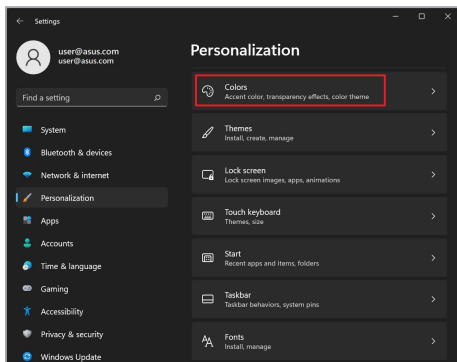 Settings
user@asus.com
user@asus.com
Find a setting
System
Bluetooth & devices
Network & internet
Personalization
Apps
Accounts
Time & language
Gaming
Accessibility
Privacy & security
Windows Update
Personalization
Colors
Accent color, transparency effects, color theme
Themes
Install, create, manage
Lock screen
Lock screen images, apps, animations
Touch keyboard
Themes, size
Start
Recent apps and items, folders
Taskbar
Taskbar behaviors, system pins
Fonts
Install, manage